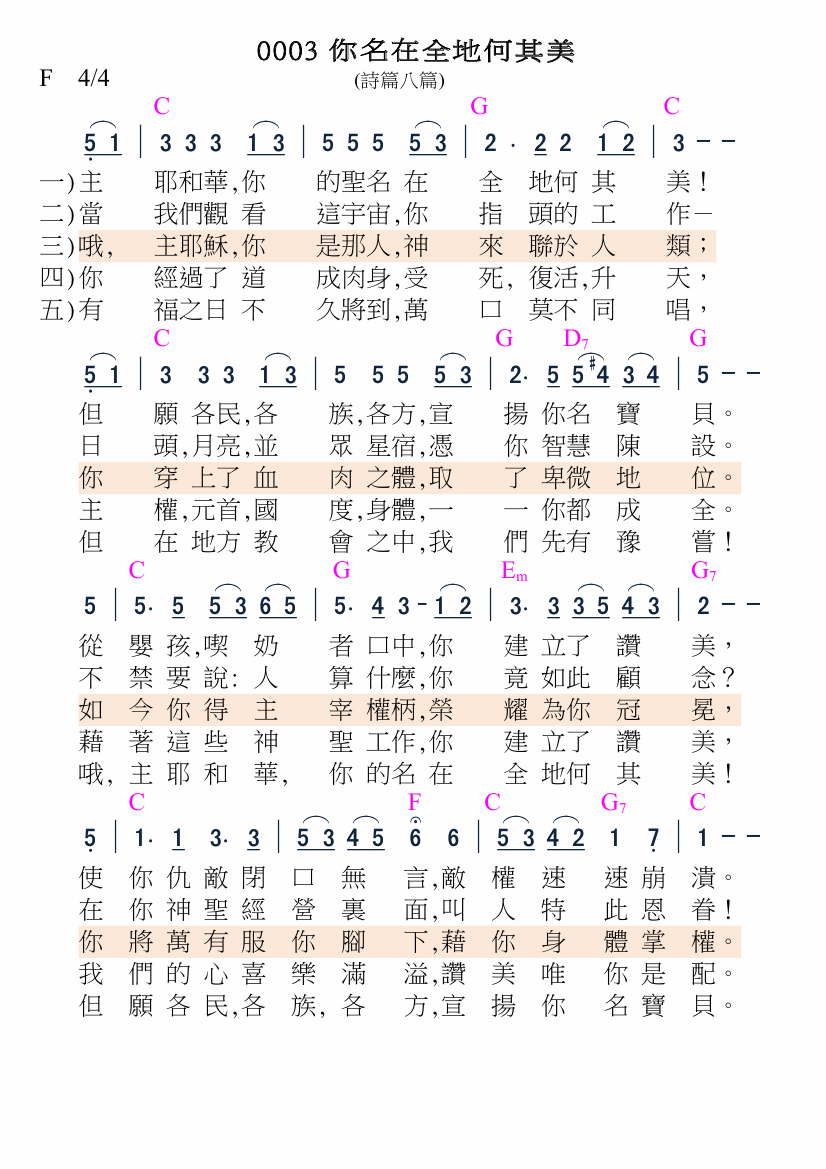 0003 你名在全地何其美
F 4/4 (詩篇八篇)
C G C
5 1 | 3 3 3 1 3 | 5 5 5 5 3 | 2 · 2 2 1 2 | 3 – –
一)主 耶和華,你 的聖名 在 全 地何 其 美!
二)當 我們觀 看 這宇宙,你 指 頭的 工 作–
三)哦, 主耶穌,你 是那人,神 來 聯於 人 類;
四)你 經過了 道 成肉身,受 死, 復活,升 天,
五)有 福之日 不 久將到,萬 口 莫不 同 唱,
C G D7 G
5 1 | 3 3 3 1 3 | 5 5 5 5 3 | 2· 5 5 #4 3 4 | 5 – –
但 願 各民,各 族,各方,宣 揚 你名 寶 貝。
日 頭,月亮,並 眾 星宿,憑 你 智慧 陳 設。
你 穿 上了 血 肉 之體,取 了 卑微 地 位。
主 權,元首,國 度,身體,一 一 你都 成 全。
但 在 地方 教 會 之中,我 們 先有 豫 嘗!
C G Em G7
5 | 5· 5 5 3 6 5 | 5· 4 3 - 1 2 | 3· 3 3 5 4 3 | 2 – –
從 嬰 孩,喫 奶 者 口中,你 建 立了 讚 美,
不 禁 要 說: 人 算 什麼,你 竟 如此 顧 念?
如 今 你 得 主 宰 權柄,榮 耀 為你 冠 冕,
藉 著 這 些 神 聖 工作,你 建 立了 讚 美,
哦, 主 耶 和 華, 你 的名 在 全 地何 其 美!
C F C G7 C
5 | 1· 1 3· 3 | 5 3 4 5 6 6 | 5 3 4 2 1 7 | 1 – –
使 你 仇 敵 閉 口 無 言,敵 權 速 速 崩 潰。
在 你 神 聖 經 營 裏 面,叫 人 特 此 恩 眷!
你 將 萬 有 服 你 腳 下,藉 你 身 體 掌 權。
我 們 的 心 喜 樂 滿 溢,讚 美 唯 你 是 配。
但 願 各 民,各 族, 各 方,宣 揚 你 名 寶 貝。